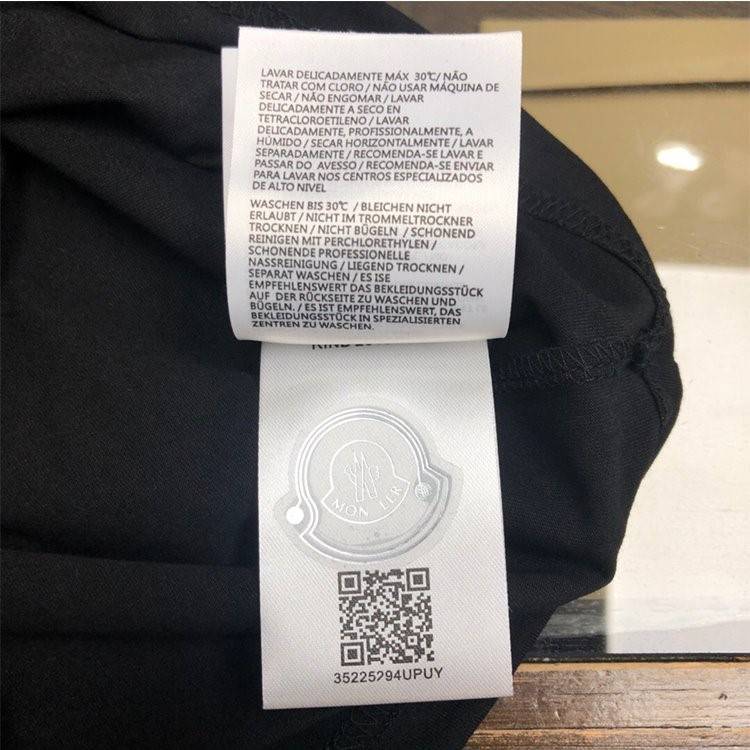 LAVAR DELICADAMENTE MÁX 30℃/ NÃO
TRATAR COM CLORO / NÃO USAR MÁQUINA DE
SECAR / NÃO ENGOMAR / LAVAR
DELICADAMENTE A SECO EN
TETRACLOROETILENO / LAVAR
DELICADAMENTE, PROFISSIONALMENTE, A
HÚMIDO / SECAR HORIZONTALMENTE / LAVAR
SEPARADAMENTE / RECOMENDA-SE LAVAR E
PASSAR DO AVESSO / RECOMENDA-SE ENVIAR
PARA LAVAR NOS CENTROS ESPECIALIZADOS
DE ALTO NIVEL
WASCHEN BIS 30℃ / BLEICHEN NICHT
ERLAUBT / NICHT IM TROMMELTROCKNER
TROCKNEN / NICHT BÜGELN / SCHONEND
REINIGEN MIT PERCHLORETHYLEN /
SCHONENDE PROFESSIONELLE
NASSREINIGUNG / LIEGEND TROCKNEN /
SEPARAT WASCHEN / ES ISE
EMPFEHLENSWERT DAS BEKLEIDUNGSSTÜCK
AUF DER RÜCKSEITE ZU WASCHEN UND
BÜGELN. / ES IST EMPFEHLENSWERT, DAS
BEKLEIDUNGSSTÜCK IN SPEZIALISIERTEN
ZENTREN ZU WASCHEN.
MONCLER
35225294UPUY